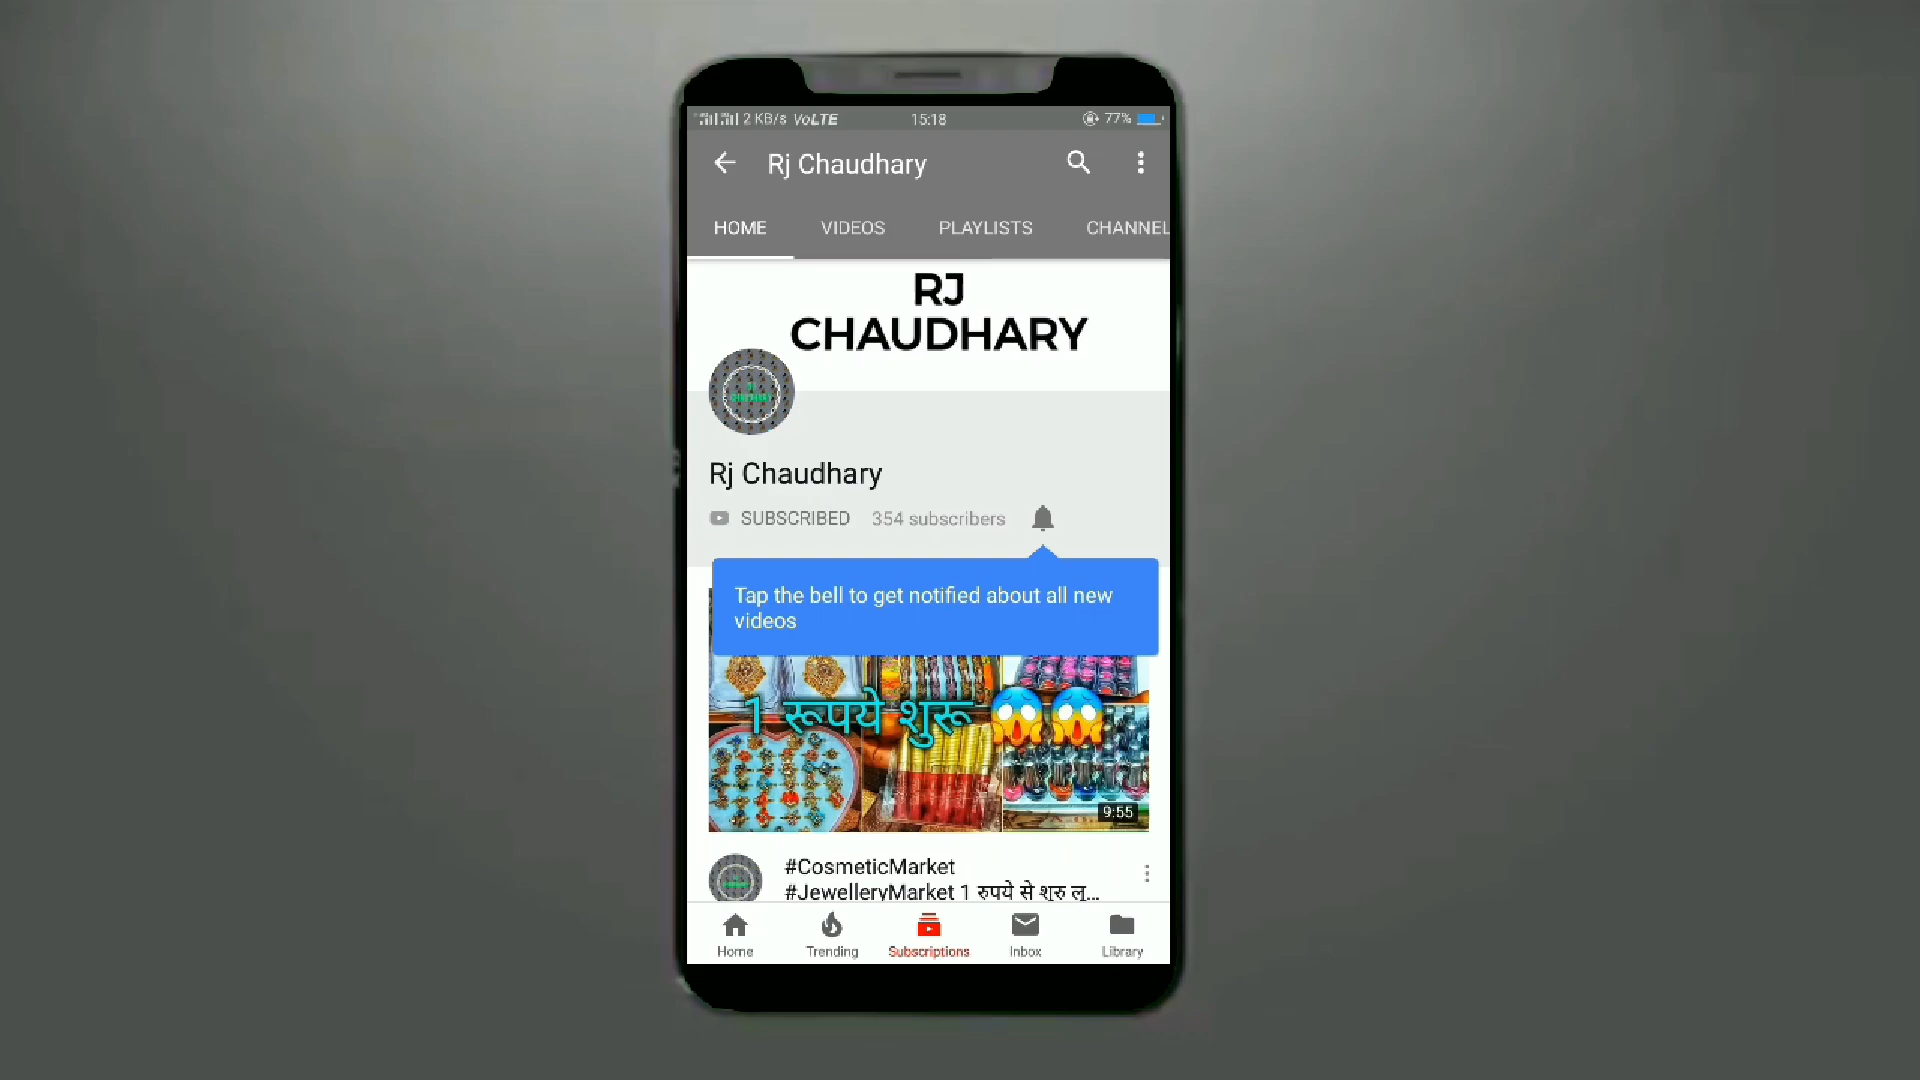 2 KB/s VoLTE 15:18 77%
Rj Chaudhary
HOME VIDEOS PLAYLISTS CHANNEL
RJ
CHAUDHARY
Rj Chaudhary
SUBSCRIBED 354 subscribers
Tap the bell to get notified about all new
videos
1 रूपये शुरू
9:55
#CosmeticMarket
#JewelleryMarket 1 रुपये से शुरु लू...
Home Trending Subscriptions Inbox Library